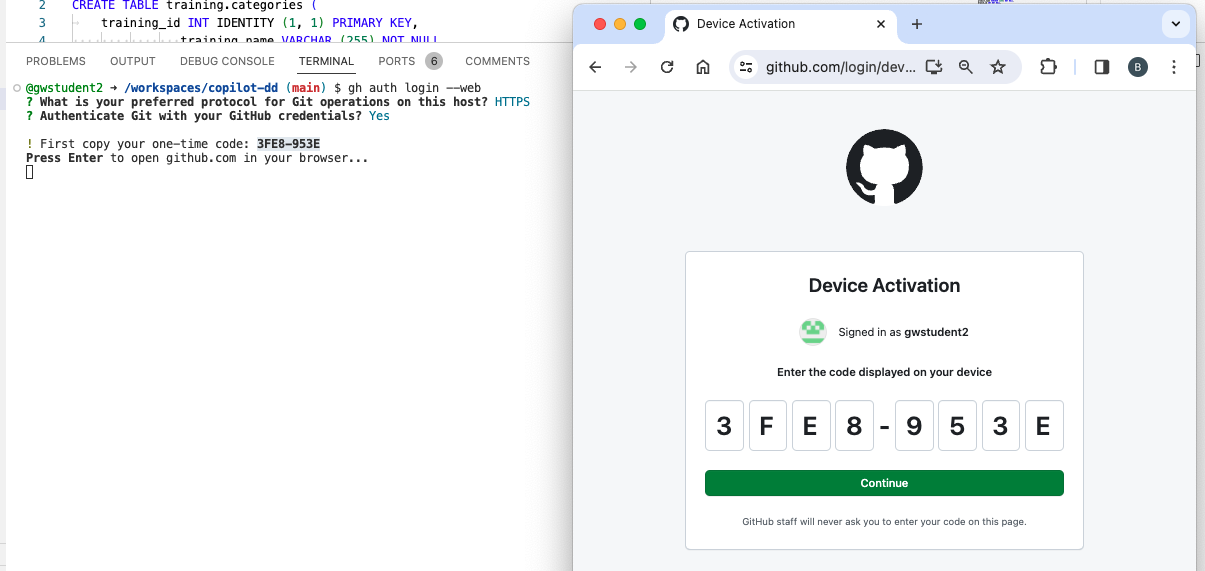 2 CREATE TABLE training.categories (
3 training_id INT IDENTITY (1, 1) PRIMARY KEY,
4 training_name VARCHAR (255) NOT NULL
PROBLEMS OUTPUT DEBUG CONSOLE TERMINAL PORTS 6 COMMENTS
@gwstudent2 → /workspaces/copilot-dd (main) $ gh auth login --web
? What is your preferred protocol for Git operations on this host? HTTPS
? Authenticate Git with your GitHub credentials? Yes
! First copy your one-time code: 3FE8-953E
Press Enter to open github.com in your browser...
Device Activation
github.com/login/dev...
B
Device Activation
Signed in as gwstudent2
Enter the code displayed on your device
3 F E 8 - 9 5 3 E
Continue
GitHub staff will never ask you to enter your code on this page.